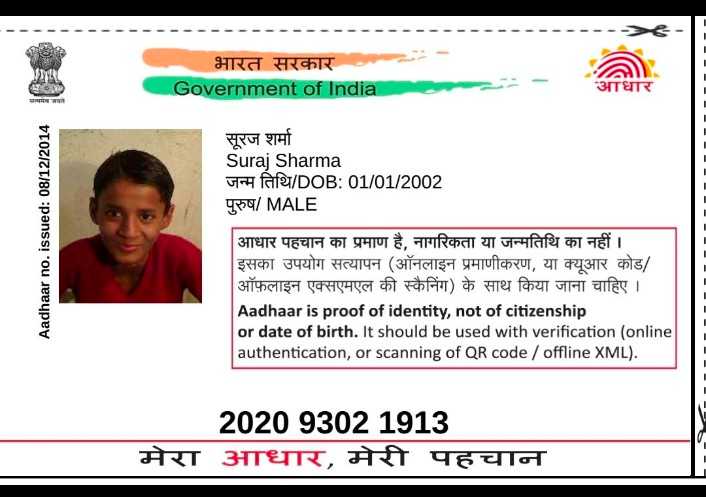 भारत सरकार
Government of India
सत्यमेव जयते
आधार
Aadhaar no. issued: 08/12/2014
सूरज शर्मा
Suraj Sharma
जन्म तिथि/DOB: 01/01/2002
पुरुष/ MALE
आधार पहचान का प्रमाण है, नागरिकता या जन्मतिथि का नहीं ।
इसका उपयोग सत्यापन (ऑनलाइन प्रमाणीकरण, या क्यूआर कोड/
ऑफ़लाइन एक्सएमएल की स्कैनिंग) के साथ किया जाना चाहिए ।
Aadhaar is proof of identity, not of citizenship
or date of birth. It should be used with verification (online
authentication, or scanning of QR code / offline XML).
2020 9302 1913
मेरा आधार, मेरी पहचान